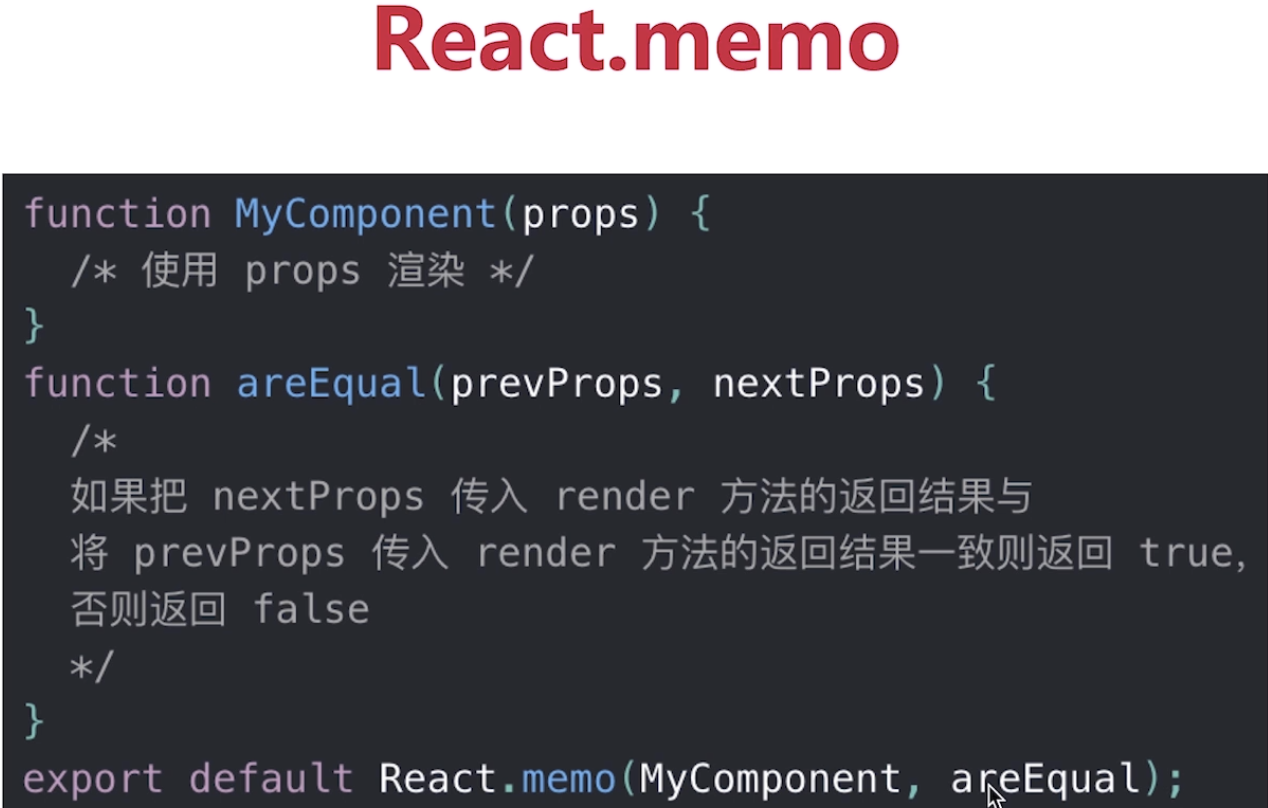 React.memo
function MyComponent(props) {
  /* 使用 props 渲染 */
}
function areEqual(prevProps, nextProps) {
  /*
  如果把 nextProps 传入 render 方法的返回结果与
  将 prevProps 传入 render 方法的返回结果一致则返回 true,
  否则返回 false
  */
}
export default React.memo(MyComponent, areEqual);